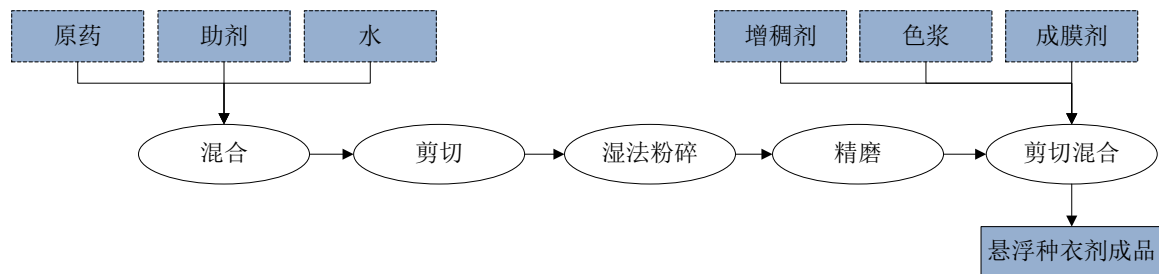 原药
助剂
水
增稠剂
色浆
成膜剂
混合
剪切
湿法粉碎
精磨
剪切混合
悬浮种衣剂成品